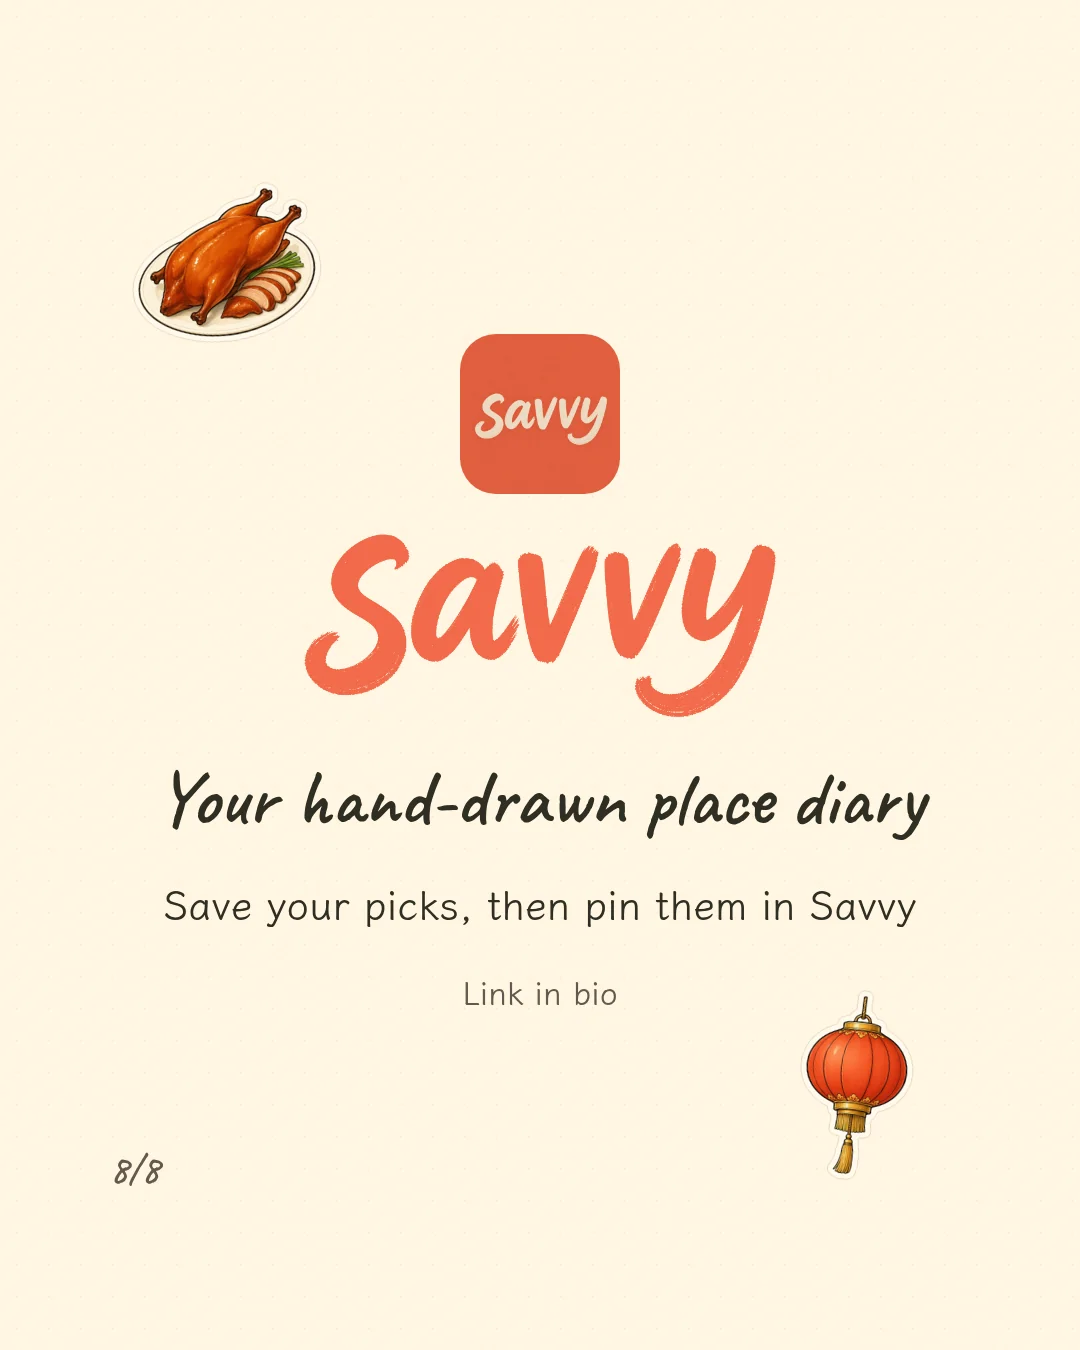 Savvy
Savvy
Your hand-drawn place diary
Save your picks, then pin them in Savvy
Link in bio
8/8